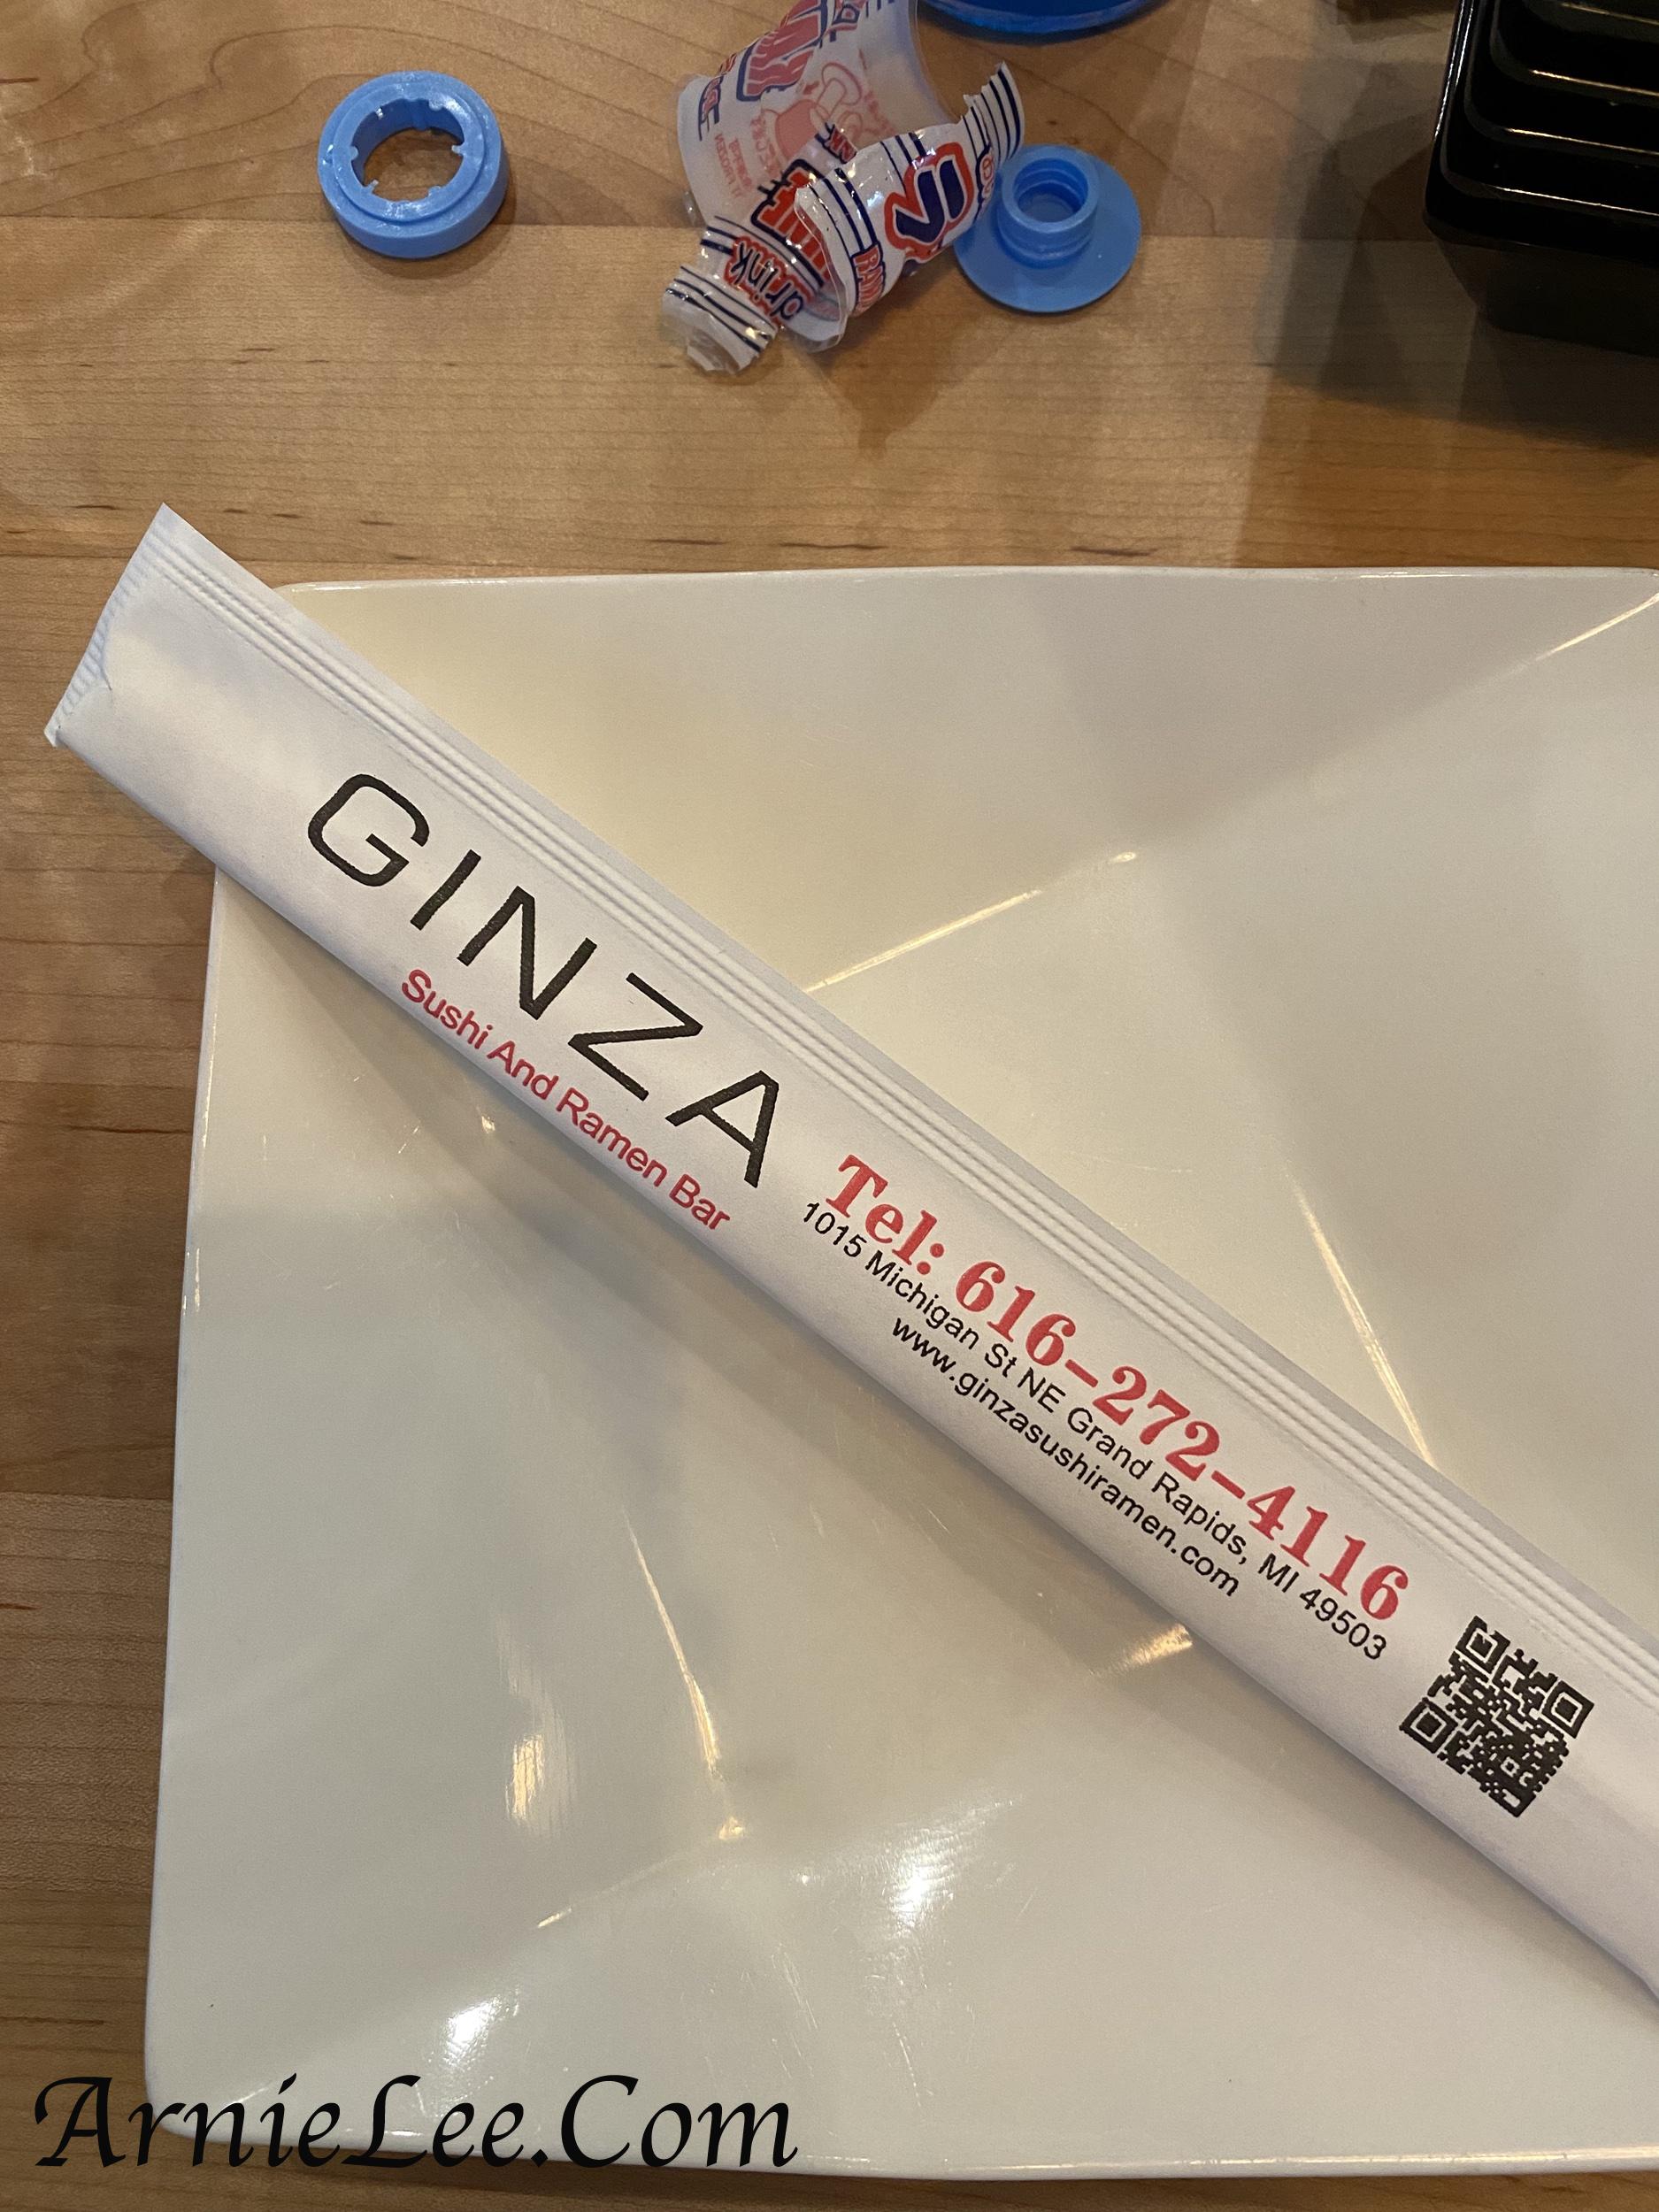 drink
GINZA
Sushi And Ramen Bar
Tel: 616-272-4116
1015 Michigan St NE Grand Rapids, MI 49503
www.ginzasushiramen.com
ArnieLee.Com